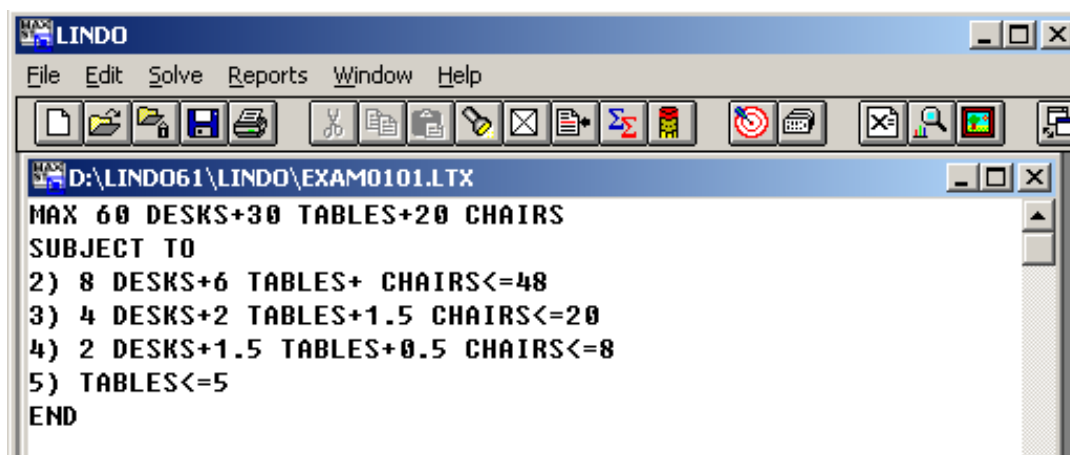 LINDO
File Edit Solve Reports Window Help
D:\LINDO61\LINDO\EXAM0101.LTX
MAX 60 DESKS+30 TABLES+20 CHAIRS
SUBJECT TO
2) 8 DESKS+6 TABLES+ CHAIRS<=48
3) 4 DESKS+2 TABLES+1.5 CHAIRS<=20
4) 2 DESKS+1.5 TABLES+0.5 CHAIRS<=8
5) TABLES<=5
END